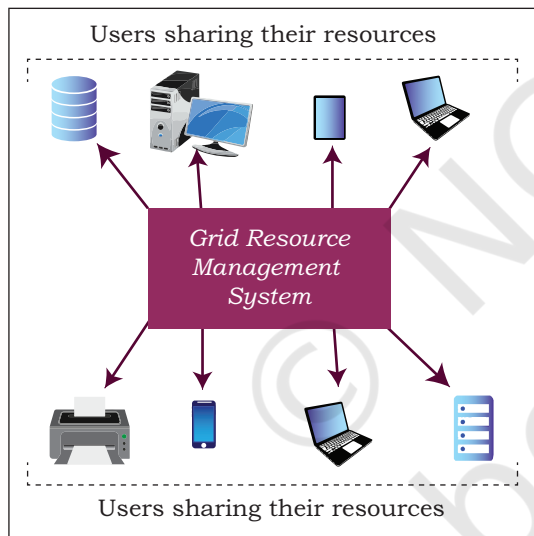 Users sharing their resources
Grid Resource
Management
System
Users sharing their resources